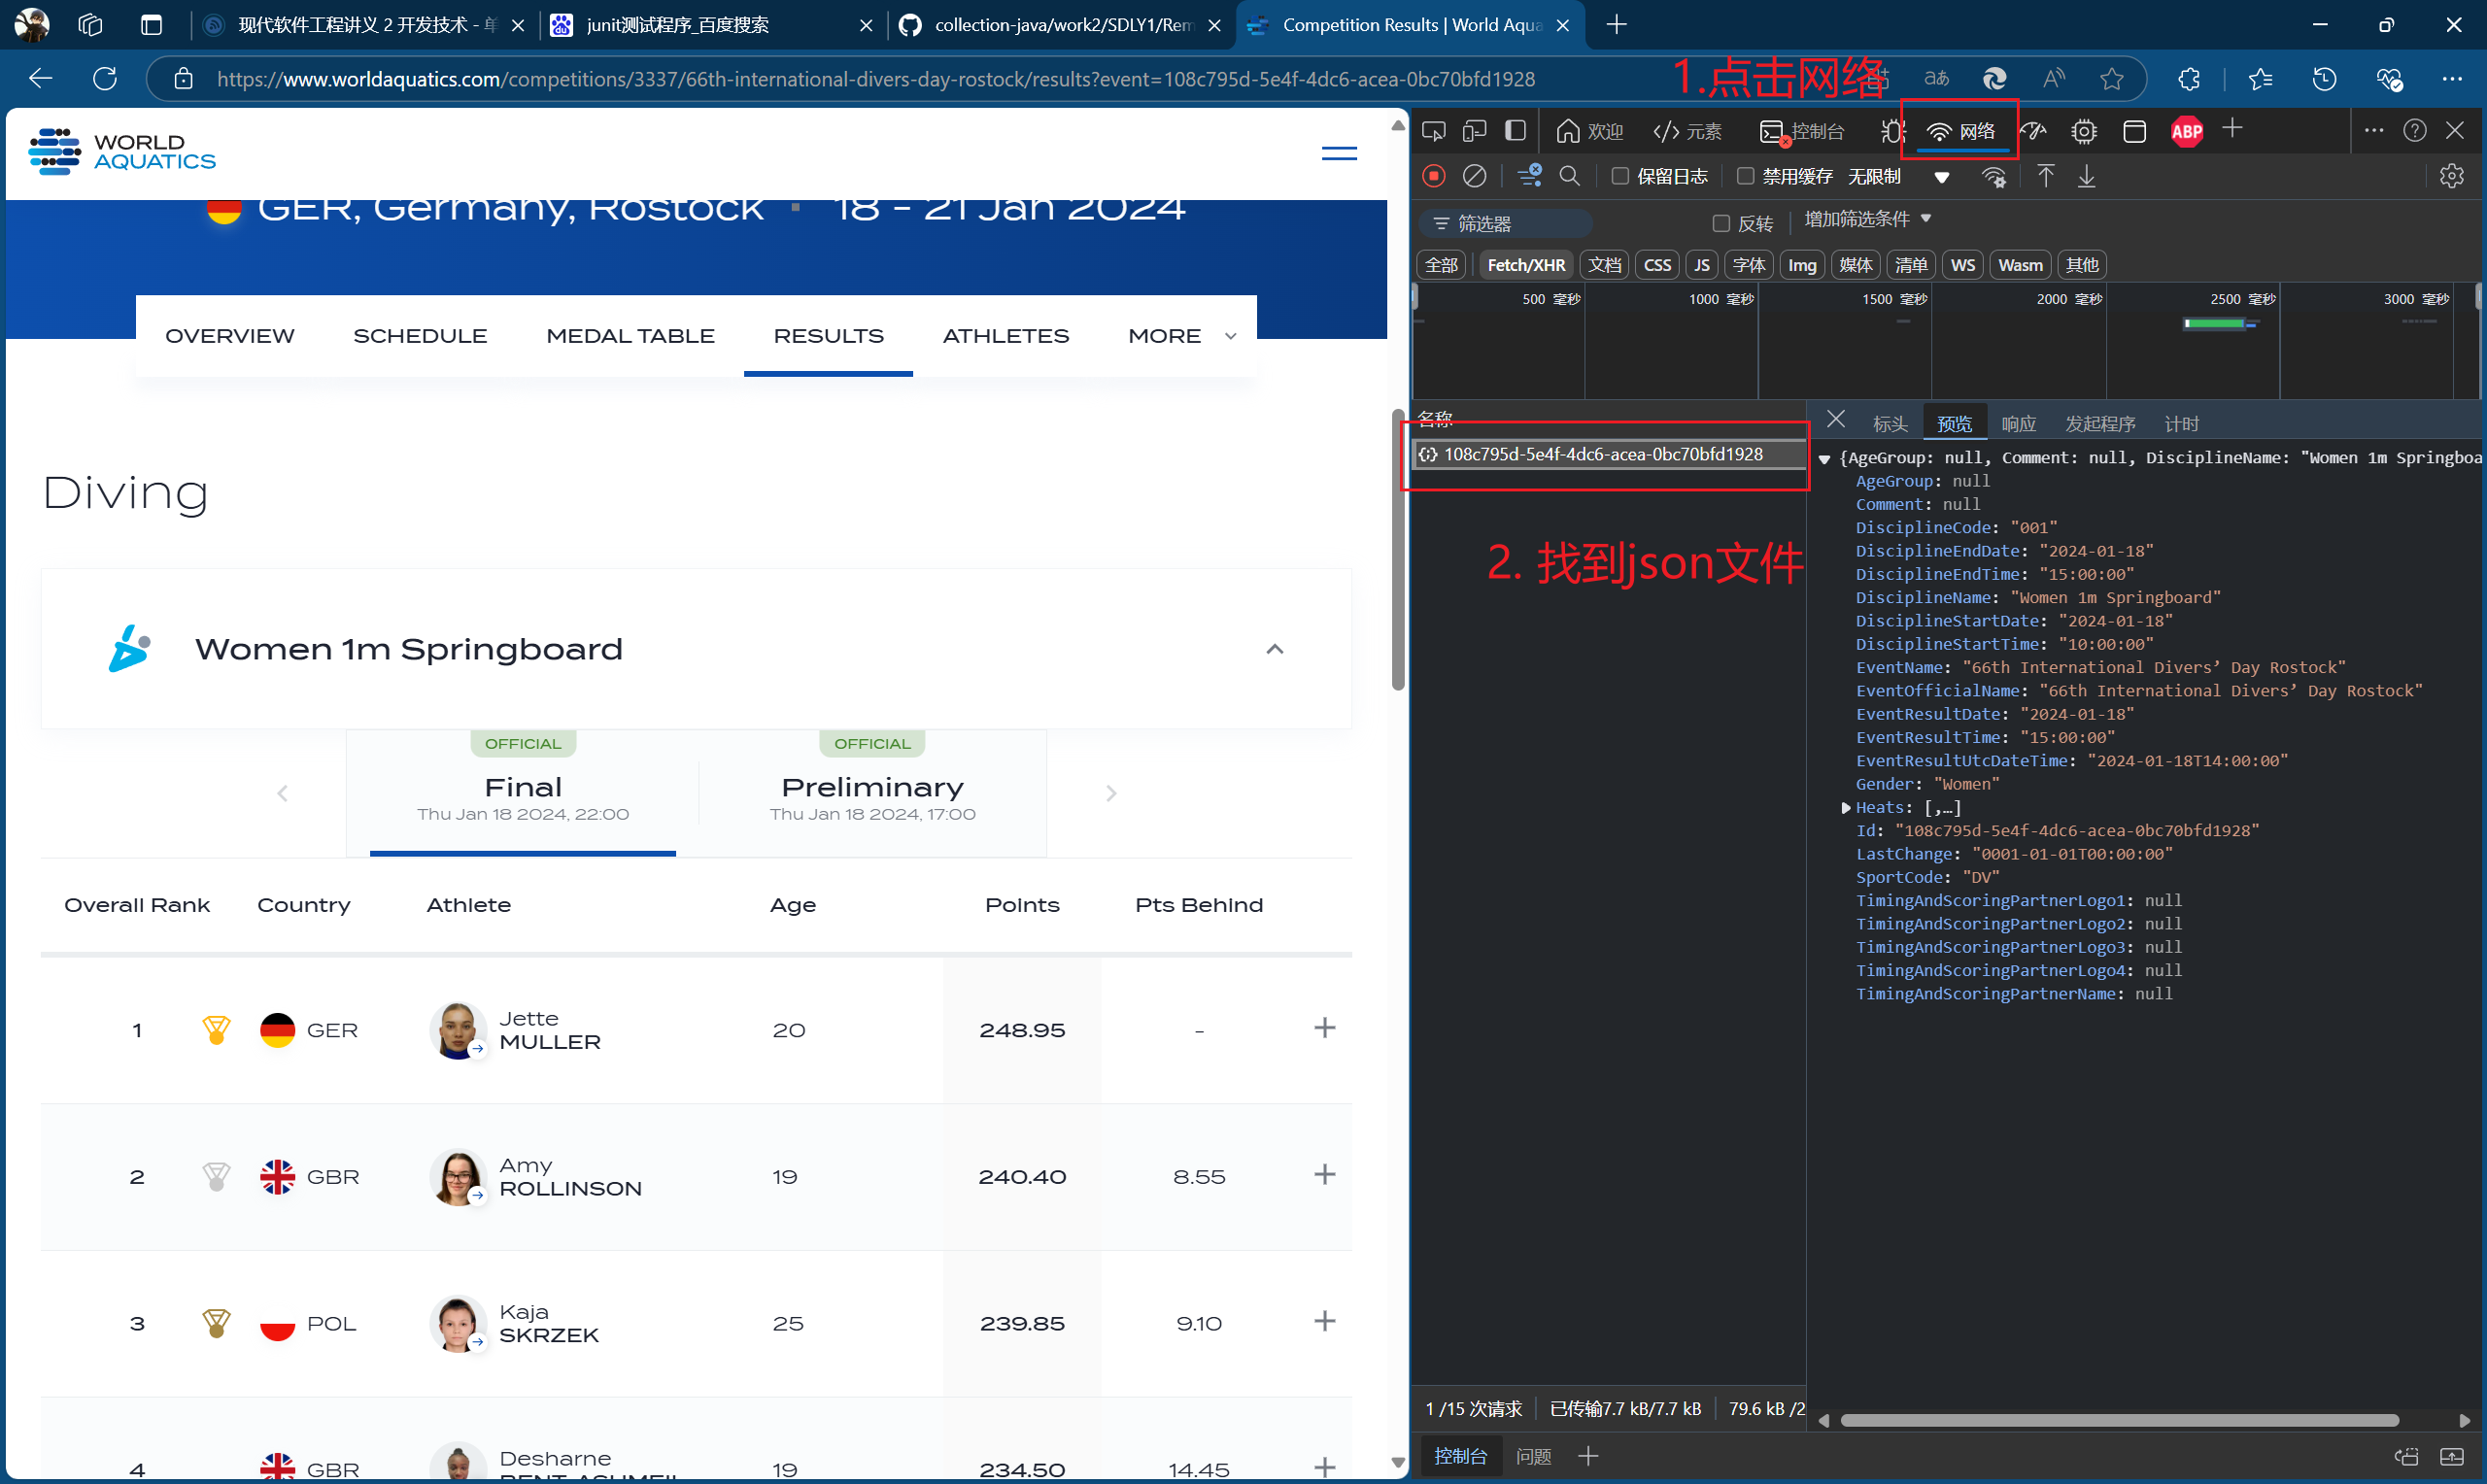 现代软件工程讲义 2 开发技术 - 单
junit测试程序_百度搜索
collection-java/work2/SDLY1/Rem
Competition Results | World Aqua
https://www.worldaquatics.com/competitions/3337/66th-international-divers-day-rostock/results?event=108c795d-5e4f-4dc6-acea-0bc70bfd1928
1.点击网络
WORLD
AQUATICS
GER, Germany, Rostock ▪ 18 - 21 Jan 2024
OVERVIEW SCHEDULE MEDAL TABLE RESULTS ATHLETES MORE
Diving
Women 1m Springboard
OFFICIAL OFFICIAL
Final Preliminary
Thu Jan 18 2024, 22:00 Thu Jan 18 2024, 17:00
Overall Rank Country Athlete Age Points Pts Behind
1 GER Jette MULLER 20 248.95 -
2 GBR Amy ROLLINSON 19 240.40 8.55
3 POL Kaja SKRZEK 25 239.85 9.10
4 GBR Desharne 19 234.50 14.45
欢迎 元素 控制台 网络 ABP
保留日志 禁用缓存 无限制
筛选器 反转 增加筛选条件
全部 Fetch/XHR 文档 CSS JS 字体 Img 媒体 清单 WS Wasm 其他
500 毫秒 1000 毫秒 1500 毫秒 2000 毫秒 2500 毫秒 3000 毫秒
名称
108c795d-5e4f-4dc6-acea-0bc70bfd1928
2. 找到json文件
标头 预览 响应 发起程序 计时
{AgeGroup: null, Comment: null, DisciplineName: "Women 1m Springboa
AgeGroup: null
Comment: null
DisciplineCode: "001"
DisciplineEndDate: "2024-01-18"
DisciplineEndTime: "15:00:00"
DisciplineName: "Women 1m Springboard"
DisciplineStartDate: "2024-01-18"
DisciplineStartTime: "10:00:00"
EventName: "66th International Divers’ Day Rostock"
EventOfficialName: "66th International Divers’ Day Rostock"
EventResultDate: "2024-01-18"
EventResultTime: "15:00:00"
EventResultUtcDateTime: "2024-01-18T14:00:00"
Gender: "Women"
Heats: [,…]
Id: "108c795d-5e4f-4dc6-acea-0bc70bfd1928"
LastChange: "0001-01-01T00:00:00"
SportCode: "DV"
TimingAndScoringPartnerLogo1: null
TimingAndScoringPartnerLogo2: null
TimingAndScoringPartnerLogo3: null
TimingAndScoringPartnerLogo4: null
TimingAndScoringPartnerName: null
1 /15 次请求 已传输7.7 kB/7.7 kB 79.6 kB /2
控制台 问题